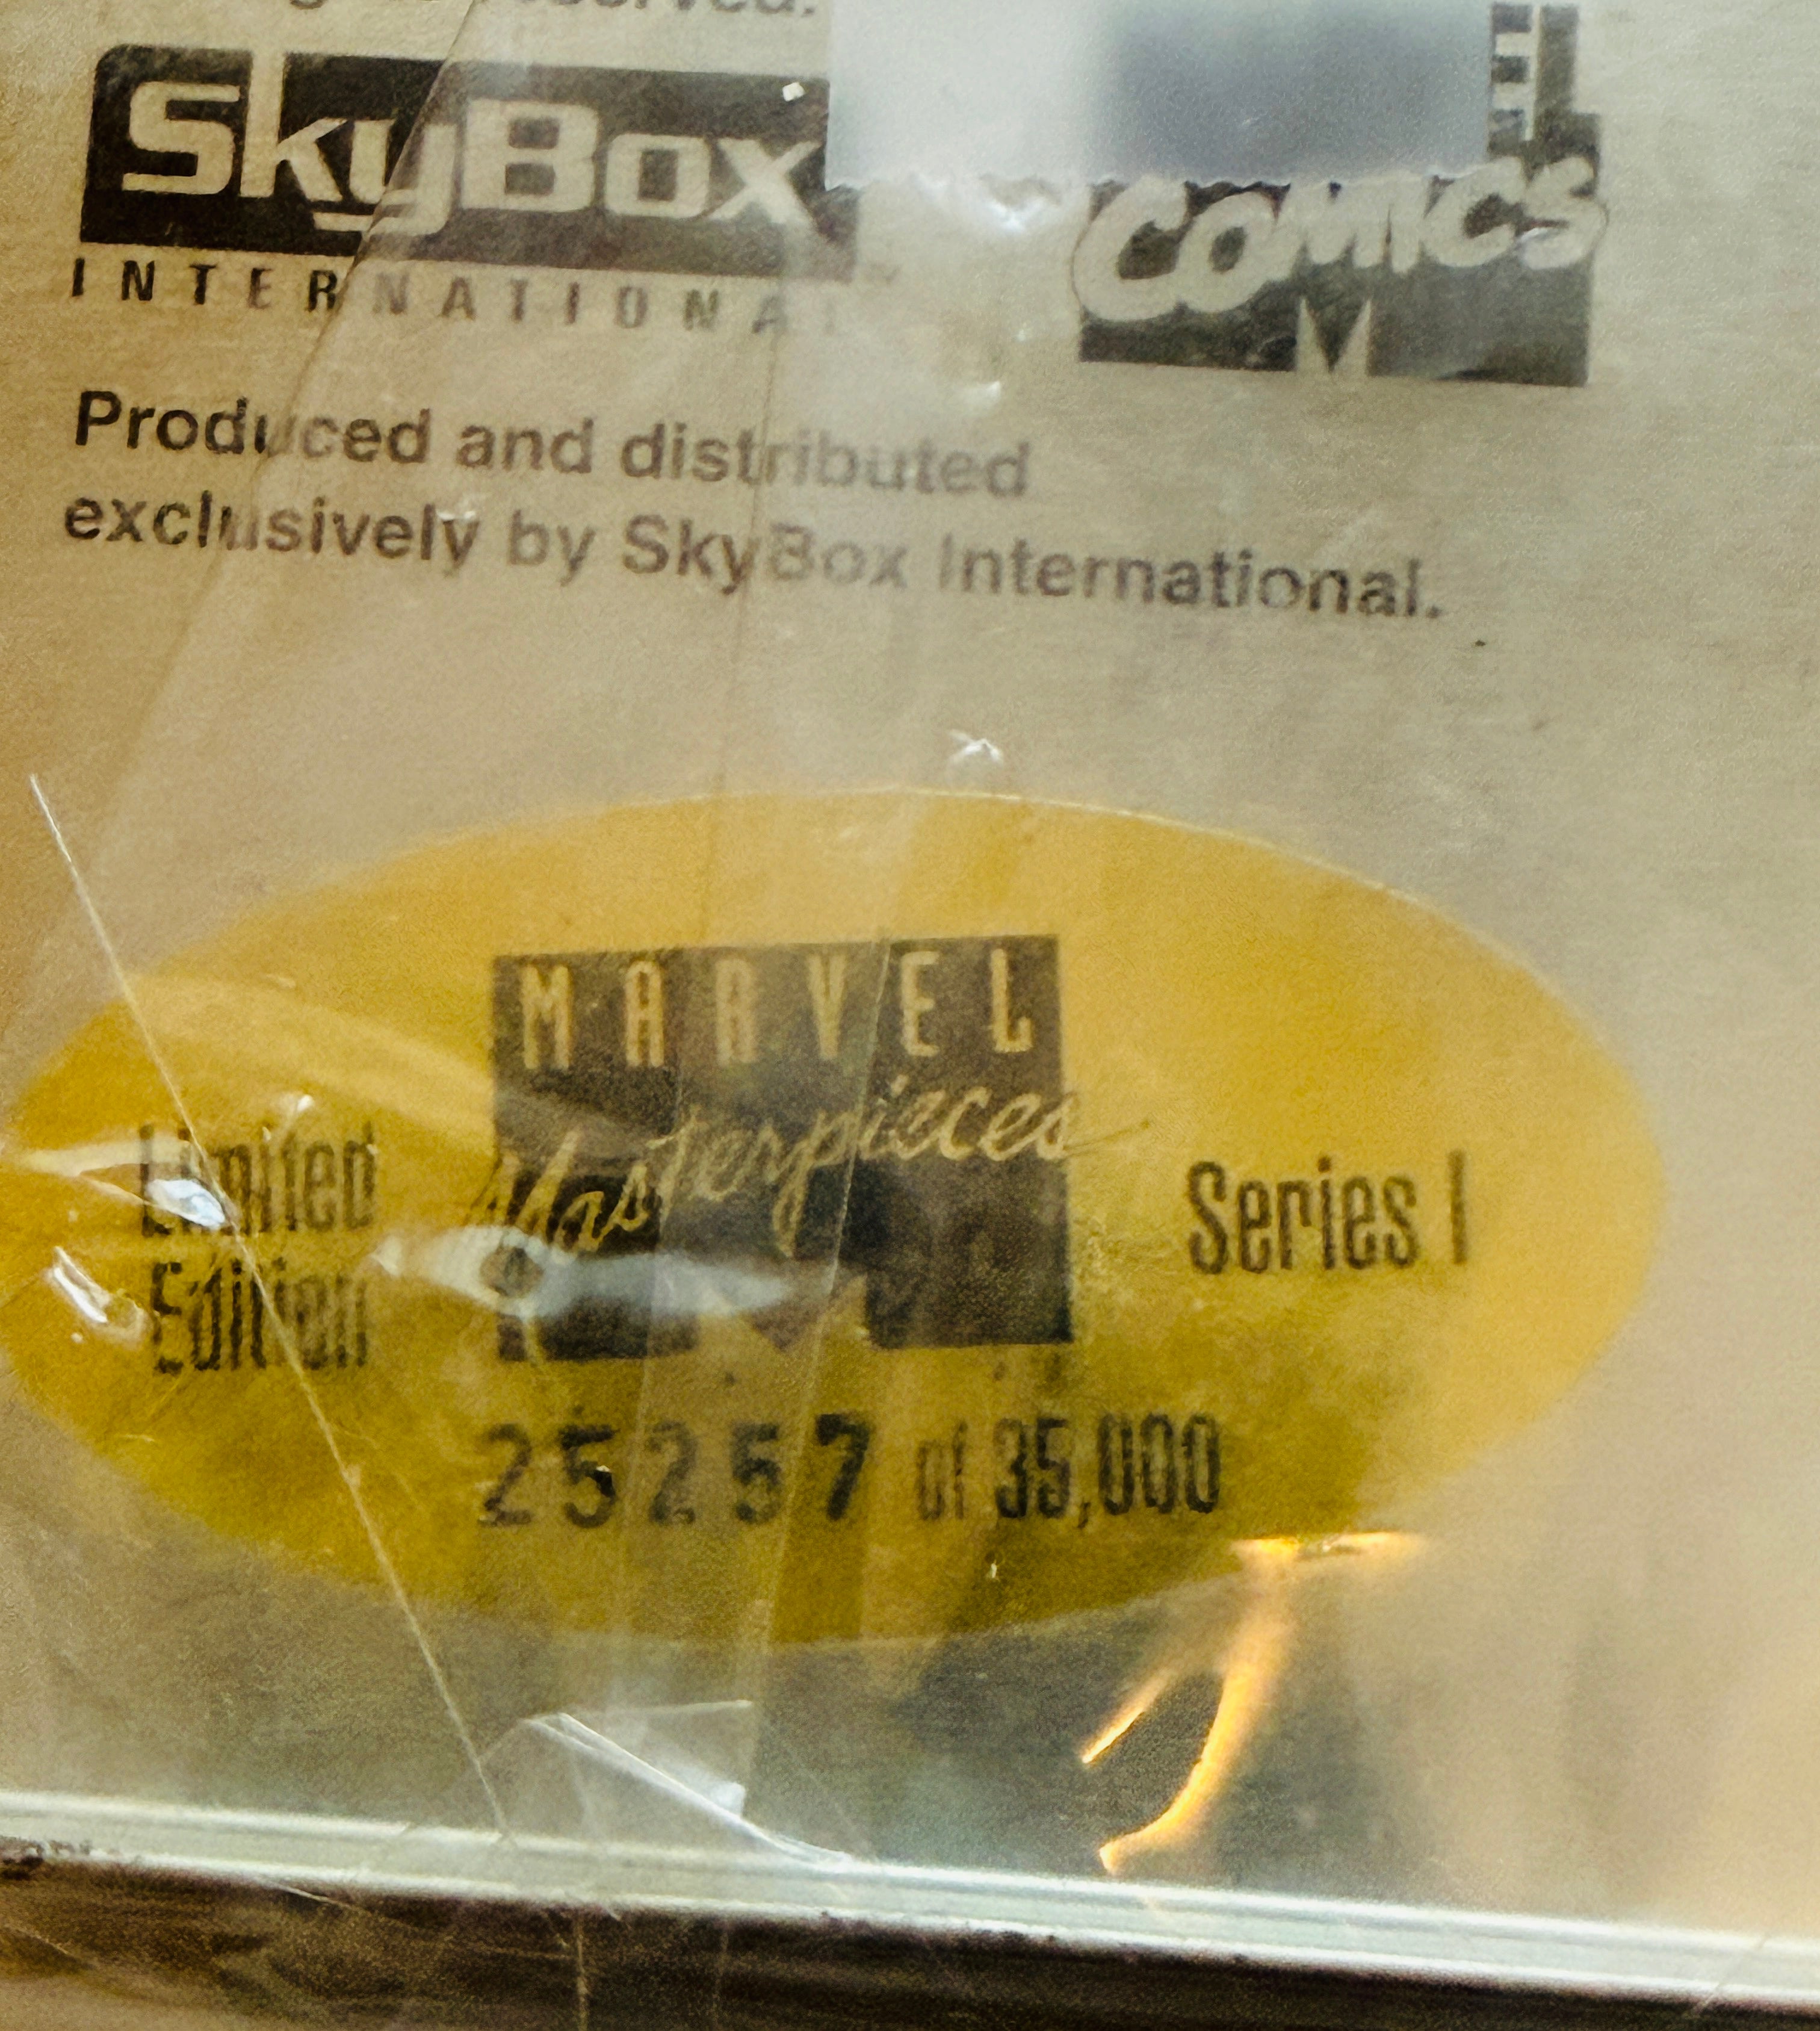 SkyBox
INTERNATIONAL
COMICS
Produced and distributed
exclusively by SkyBox International.
MARVEL
Masterpieces
Limited
Edition
Series I
25257 of 35,000